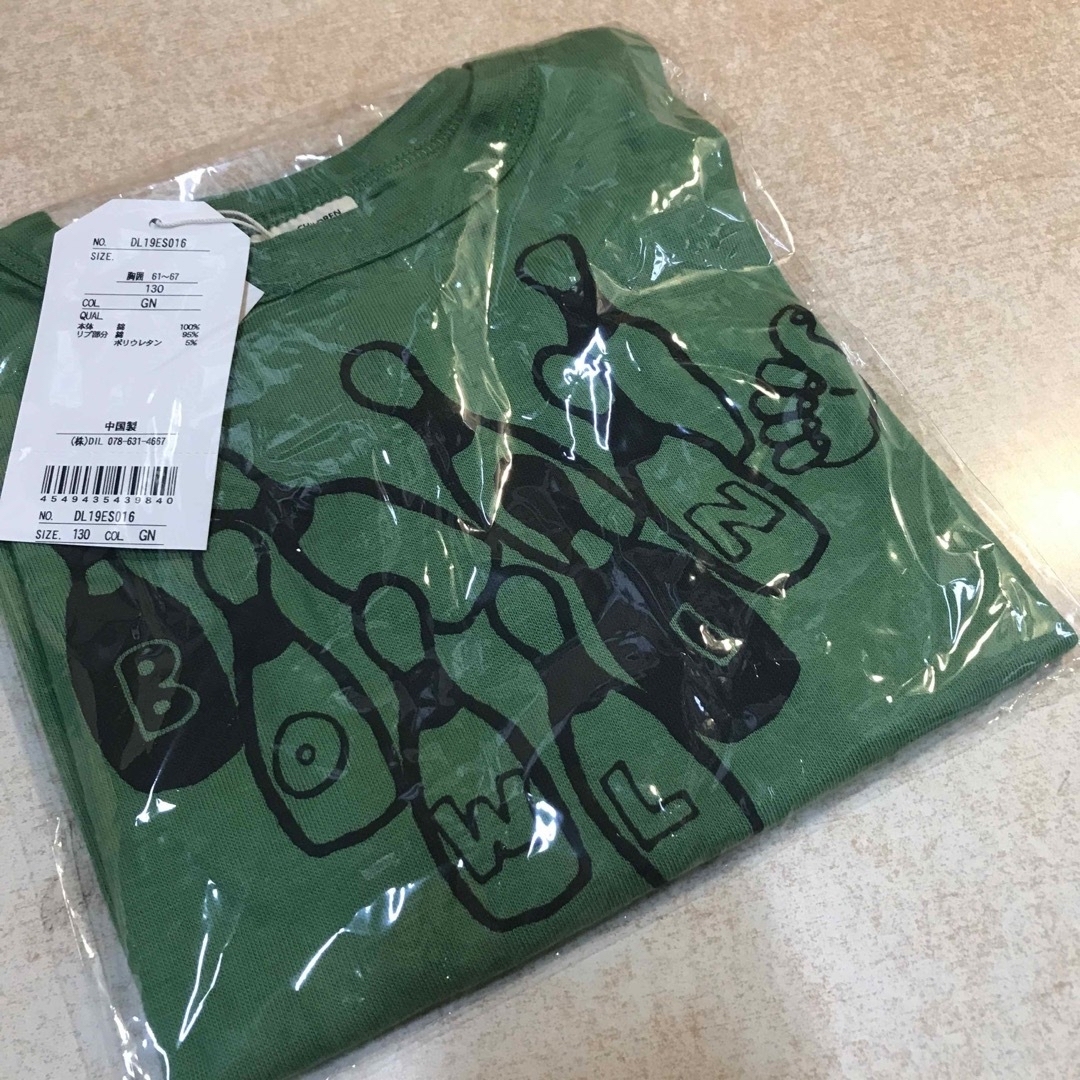 NO. DL19ES016
SIZE.
胸囲 61～67
130
COL GN
QUAL
本体 綿 100%
リブ部分 綿 95%
ポリウレタン 5%
中国製
(株)DIL 078-631-4667
4549435439840
NO. DL19ES016
SIZE. 130 COL GN
B
O
W
L
I
N